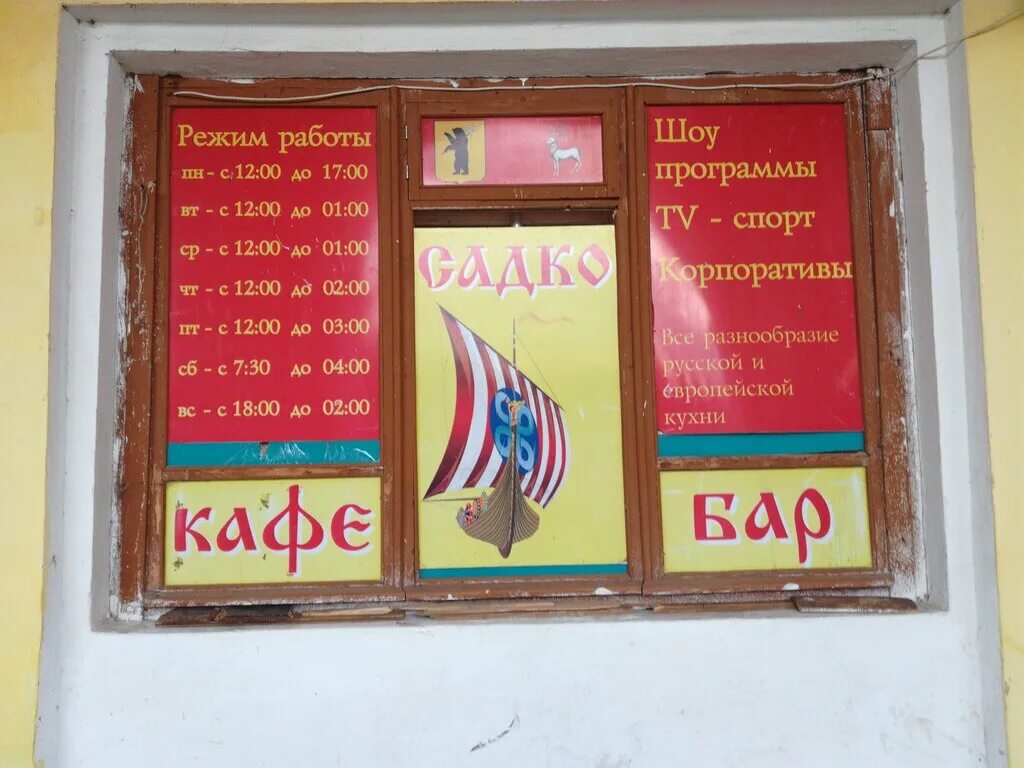 Режим работы
пн - с 12:00 до 17:00
вт - с 12:00 до 01:00
ср - с 12:00 до 01:00
чт - с 12:00 до 02:00
пт - с 12:00 до 03:00
сб - с 7:30 до 04:00
вс - с 18:00 до 02:00
кафе
садко
Шоу
программы
TV - спорт
Корпоративы
Все разнообразие
русской и
европейской
кухни
Бар